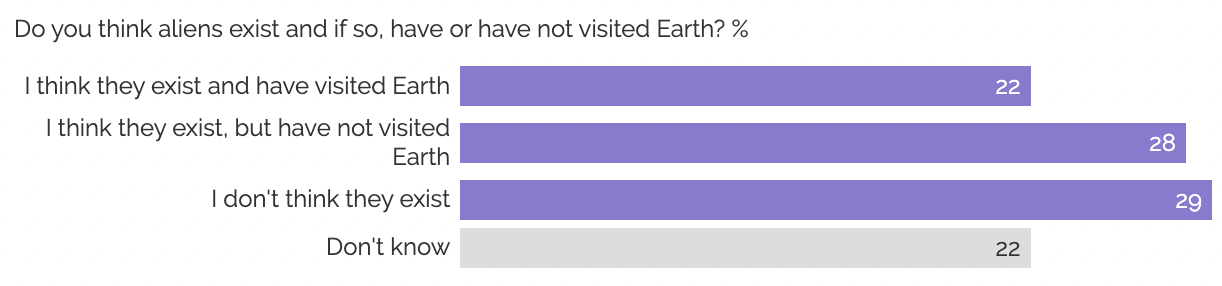 Do you think aliens exist and if so, have or have not visited Earth? %
I think they exist and have visited Earth 22
I think they exist, but have not visited
Earth 28
I don't think they exist 29
Don't know 22